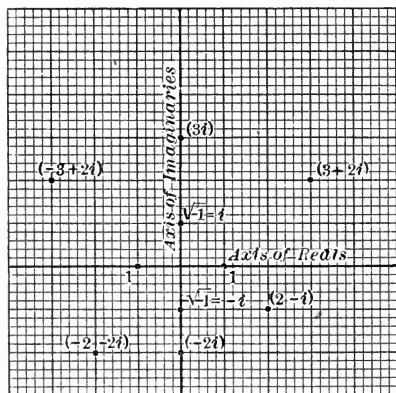 Axis of Imaginaries
(3i)
(-3+2i)
(3+2i)
√-1=i
Axis of Reals
1
1
√-1=-i
(2-i)
(-2-2i)
(-2i)